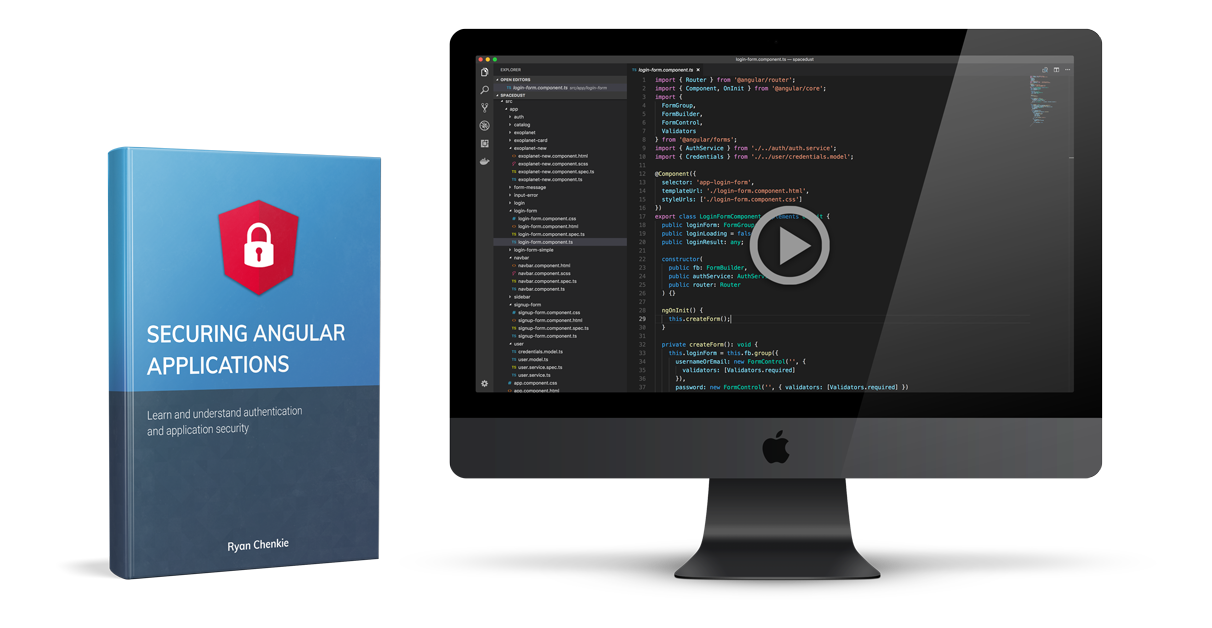 SECURING ANGULAR
APPLICATIONS
Learn and understand authentication
and application security
Ryan Chenkie
login-form.component.ts — spacedust
EXPLORER
OPEN EDITORS
TS login-form.component.ts src/app/login-form
SPACEDUST
src
app
auth
catalog
exoplanet
exoplanet-card
exoplanet-new
exoplanet-new.component.html
exoplanet-new.component.scss
TS exoplanet-new.component.spec.ts
TS exoplanet-new.component.ts
form-message
input-error
login
login-form
# login-form.component.css
login-form.component.html
TS login-form.component.spec.ts
TS login-form.component.ts
login-form-simple
navbar
navbar.component.html
navbar.component.scss
TS navbar.component.spec.ts
TS navbar.component.ts
sidebar
signup-form
# signup-form.component.css
signup-form.component.html
TS signup-form.component.spec.ts
TS signup-form.component.ts
user
TS credentials.model.ts
TS user.model.ts
TS user.service.spec.ts
TS user.service.ts
# app.component.css
app.component.html
TS login-form.component.ts ×
1 import { Router } from '@angular/router';
2 import { Component, OnInit } from '@angular/core';
3 import {
4 FormGroup,
5 FormBuilder,
6 FormControl,
7 Validators
8 } from '@angular/forms';
9 import { AuthService } from './../auth/auth.service';
10 import { Credentials } from './../user/credentials.model';
11
12 @Component({
13 selector: 'app-login-form',
14 templateUrl: './login-form.component.html',
15 styleUrls: ['./login-form.component.css']
16 })
17 export class LoginFormComponent {
18 public loginForm: FormGroup
19 public loginLoading =
20 public loginResult: any;
21
22 constructor(
23 public fb: FormBuilder,
24 public authService:
25 public router: Router
26 ) {}
27
28 ngOnInit() {
29 this.createForm();
30 }
31
32 private createForm(): void {
33 this.loginForm = this.fb.group({
34 usernameOrEmail: new FormControl('', {
35 validators: [Validators.required]
36 }),
37 password: new FormControl('', { validators: [Validators.required] })